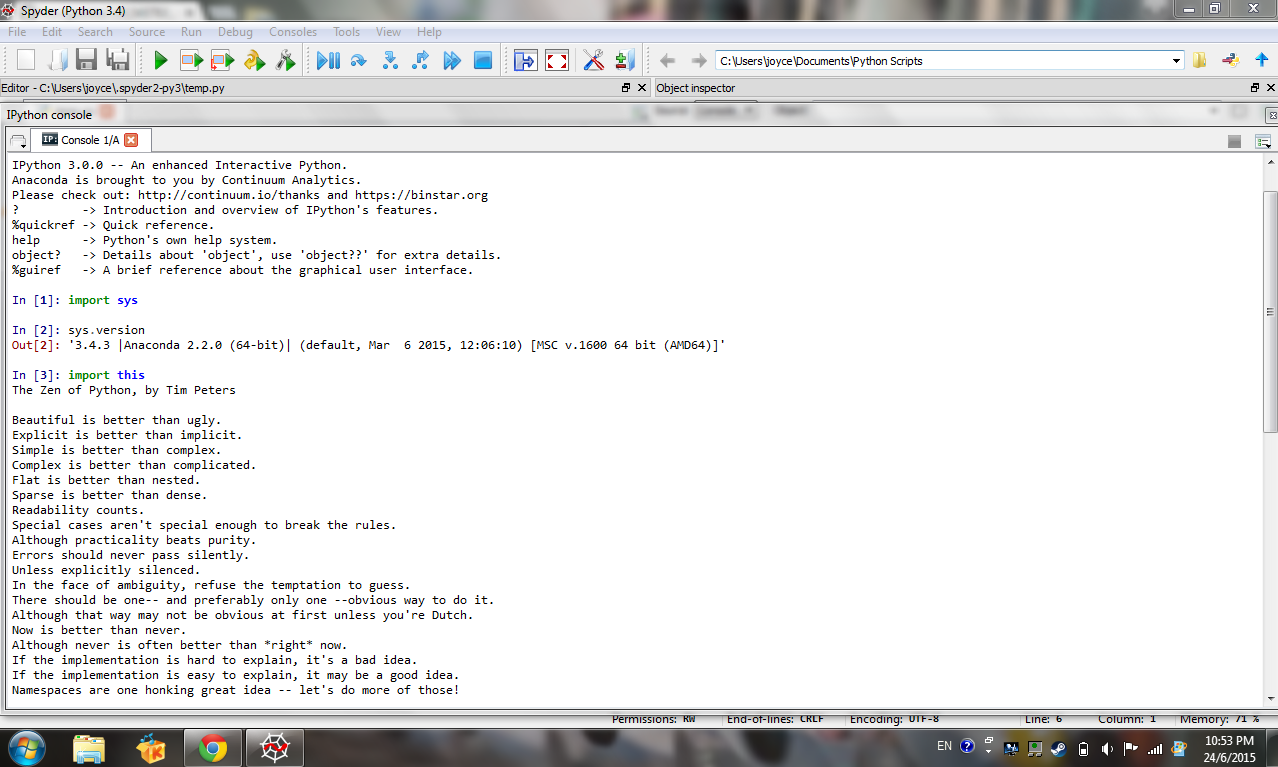 Spyder (Python 3.4)
File Edit Search Source Run Debug Consoles Tools View Help
C:\Users\joyce\Documents\Python Scripts
Editor - C:\Users\joyce\.spyder2-py3\temp.py
Object inspector
IPython console
IP: Console 1/A
IPython 3.0.0 -- An enhanced Interactive Python.
Anaconda is brought to you by Continuum Analytics.
Please check out: http://continuum.io/thanks and https://binstar.org
? -> Introduction and overview of IPython's features.
%quickref -> Quick reference.
help -> Python's own help system.
object? -> Details about 'object', use 'object??' for extra details.
%guiref -> A brief reference about the graphical user interface.
In [1]: import sys
In [2]: sys.version
Out[2]: '3.4.3 |Anaconda 2.2.0 (64-bit)| (default, Mar  6 2015, 12:06:10) [MSC v.1600 64 bit (AMD64)]'
In [3]: import this
The Zen of Python, by Tim Peters
Beautiful is better than ugly.
Explicit is better than implicit.
Simple is better than complex.
Complex is better than complicated.
Flat is better than nested.
Sparse is better than dense.
Readability counts.
Special cases aren't special enough to break the rules.
Although practicality beats purity.
Errors should never pass silently.
Unless explicitly silenced.
In the face of ambiguity, refuse the temptation to guess.
There should be one-- and preferably only one --obvious way to do it.
Although that way may not be obvious at first unless you're Dutch.
Now is better than never.
Although never is often better than *right* now.
If the implementation is hard to explain, it's a bad idea.
If the implementation is easy to explain, it may be a good idea.
Namespaces are one honking great idea -- let's do more of those!
Permissions: RW End-of-lines: CRLF Encoding: UTF-8 Line: 6 Column: 1 Memory: 71 %
EN
10:53 PM
24/6/2015